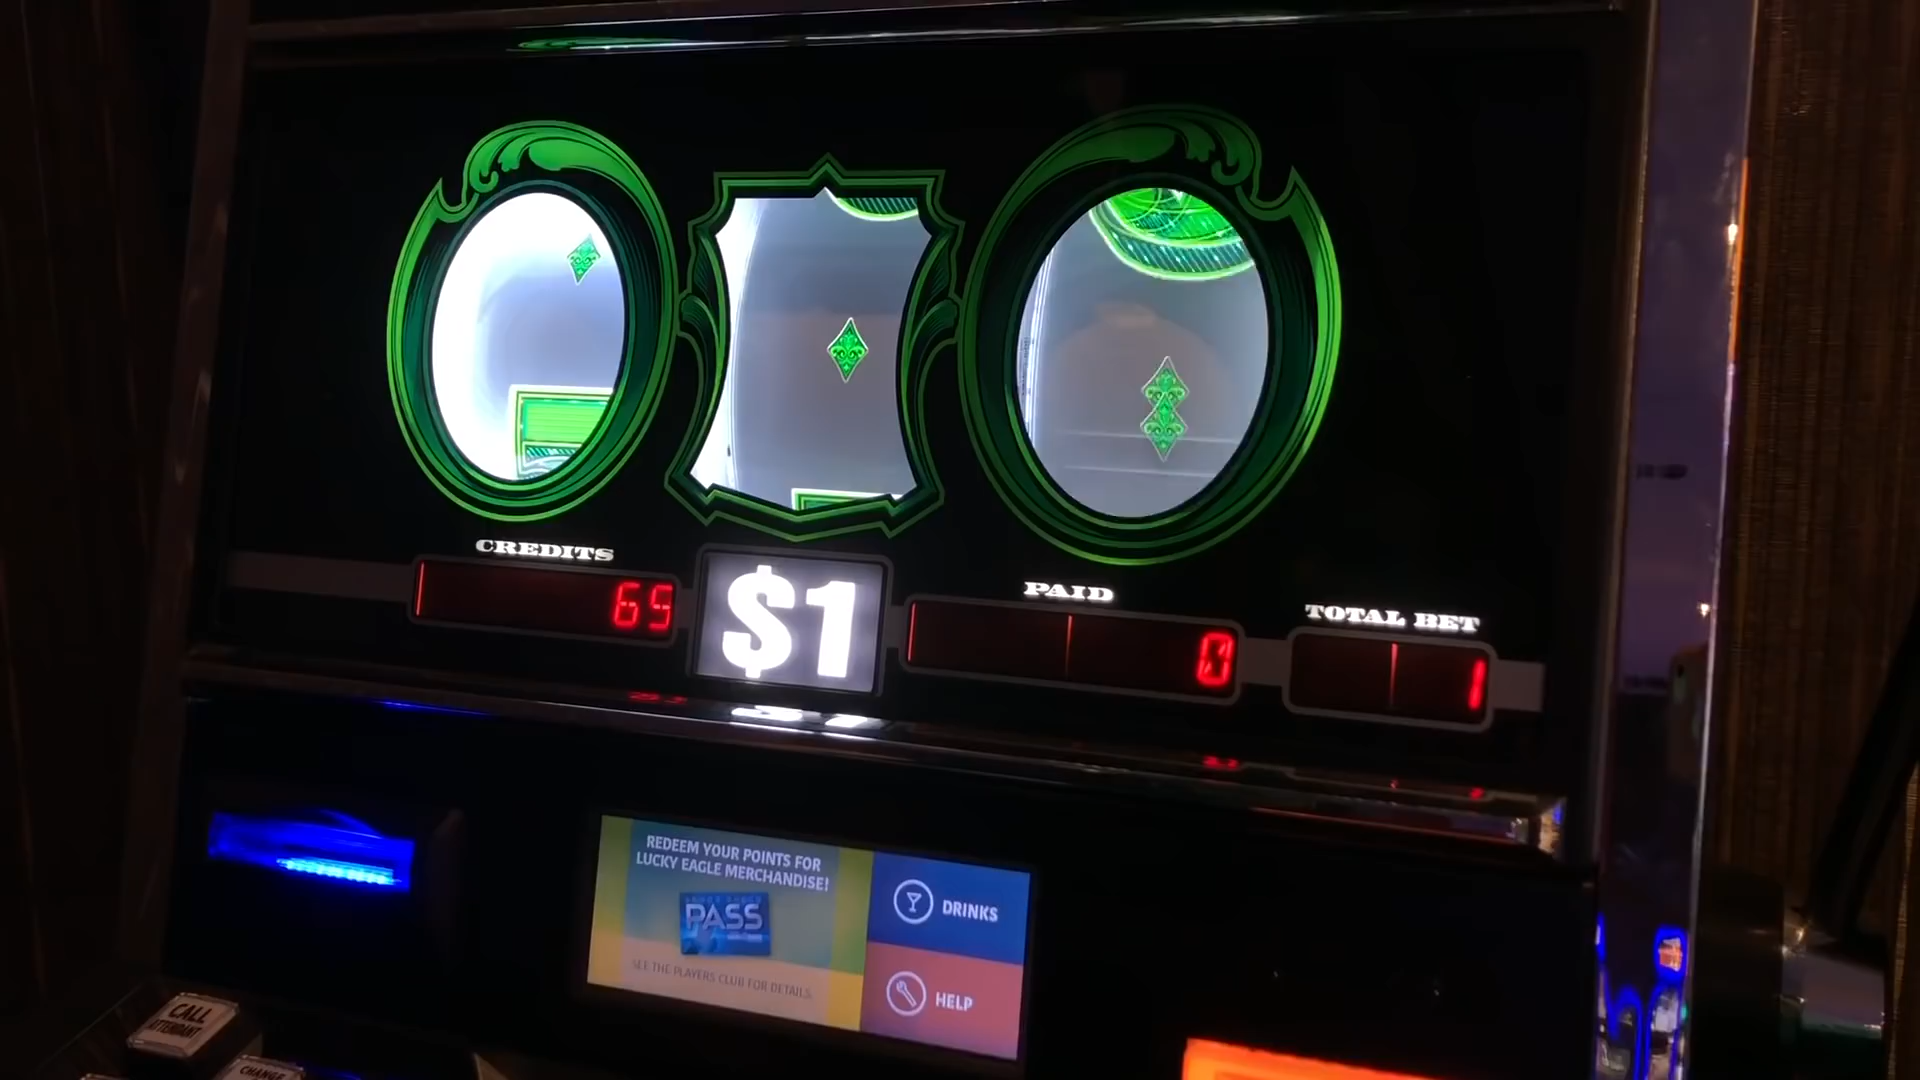 CREDITS
69
$1
PAID
0
TOTAL BET
1
REDEEM YOUR POINTS FOR
LUCKY EAGLE MERCHANDISE!
PASS
SEE THE PLAYERS CLUB FOR DETAILS.
DRINKS
HELP
CALL
ATTENDANT
CHANGE